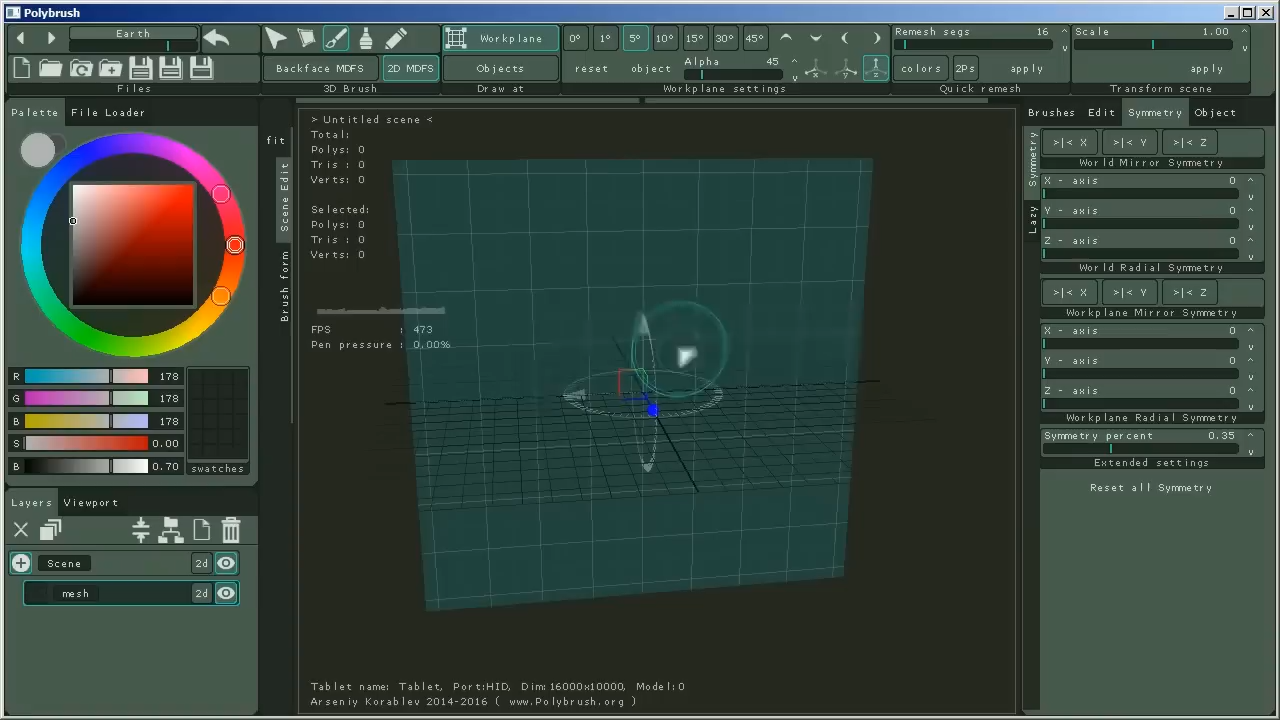 Polybrush
Earth
Workplane
0° 1° 5° 10° 15° 30° 45°
Remesh segs 16
Scale 1.00
Backface MDFS
2D MDFS
Objects
reset
object
Alpha 45
colors
2Ps
apply
apply
Files
3D Brush
Draw at
Workplane settings
Quick remesh
Transform scene
Palette
File Loader
fit
Scene Edit
Brush form
> Untitled scene <
Total:
Polys: 0
Tris : 0
Verts: 0
Selected:
Polys: 0
Tris : 0
Verts: 0
FPS : 473
Pen pressure : 0,00%
Brushes Edit Symmetry Object
Symmetry
Lazy
>|< X >|< Y >|< Z
World Mirror Symmetry
X - axis 0
Y - axis 0
Z - axis 0
World Radial Symmetry
>|< X >|< Y >|< Z
Workplane Mirror Symmetry
X - axis 0
Y - axis 0
Z - axis 0
Workplane Radial Symmetry
Symmetry percent 0.35
Extended settings
Reset all Symmetry
R 178
G 178
B 178
S 0.00
B 0.70
swatches
Layers
Viewport
Scene 2d
mesh 2d
Tablet name: Tablet, Port:HID, Dim:16000x10000, Model:0
Arseniy Korablev 2014-2016 ( www.Polybrush.org )